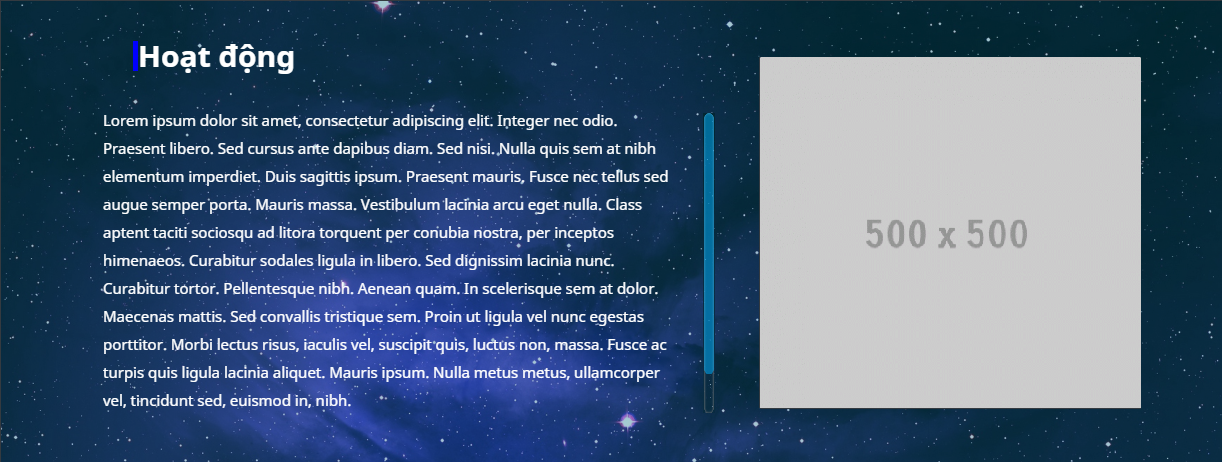 Hoạt động
Lorem ipsum dolor sit amet, consectetur adipiscing elit. Integer nec odio.
Praesent libero. Sed cursus ante dapibus diam. Sed nisi. Nulla quis sem at nibh
elementum imperdiet. Duis sagittis ipsum. Praesent mauris, Fusce nec tellus sed
augue semper porta. Mauris massa. Vestibulum lacinia arcu eget nulla. Class
aptent taciti sociosqu ad litora torquent per conubia nostra, per inceptos
himenaeos. Curabitur sodales ligula in libero. Sed dignissim lacinia nunc.
Curabitur tortor. Pellentesque nibh. Aenean quam. In scelerisque sem at dolor.
Maecenas mattis. Sed convallis tristique sem. Proin ut ligula vel nunc egestas
porttitor. Morbi lectus risus, iaculis vel, suscipit quis, luctus non, massa. Fusce ac
turpis quis ligula lacinia aliquet. Mauris ipsum. Nulla metus metus, ullamcorper
vel, tincidunt sed, euismod in, nibh.
500 x 500